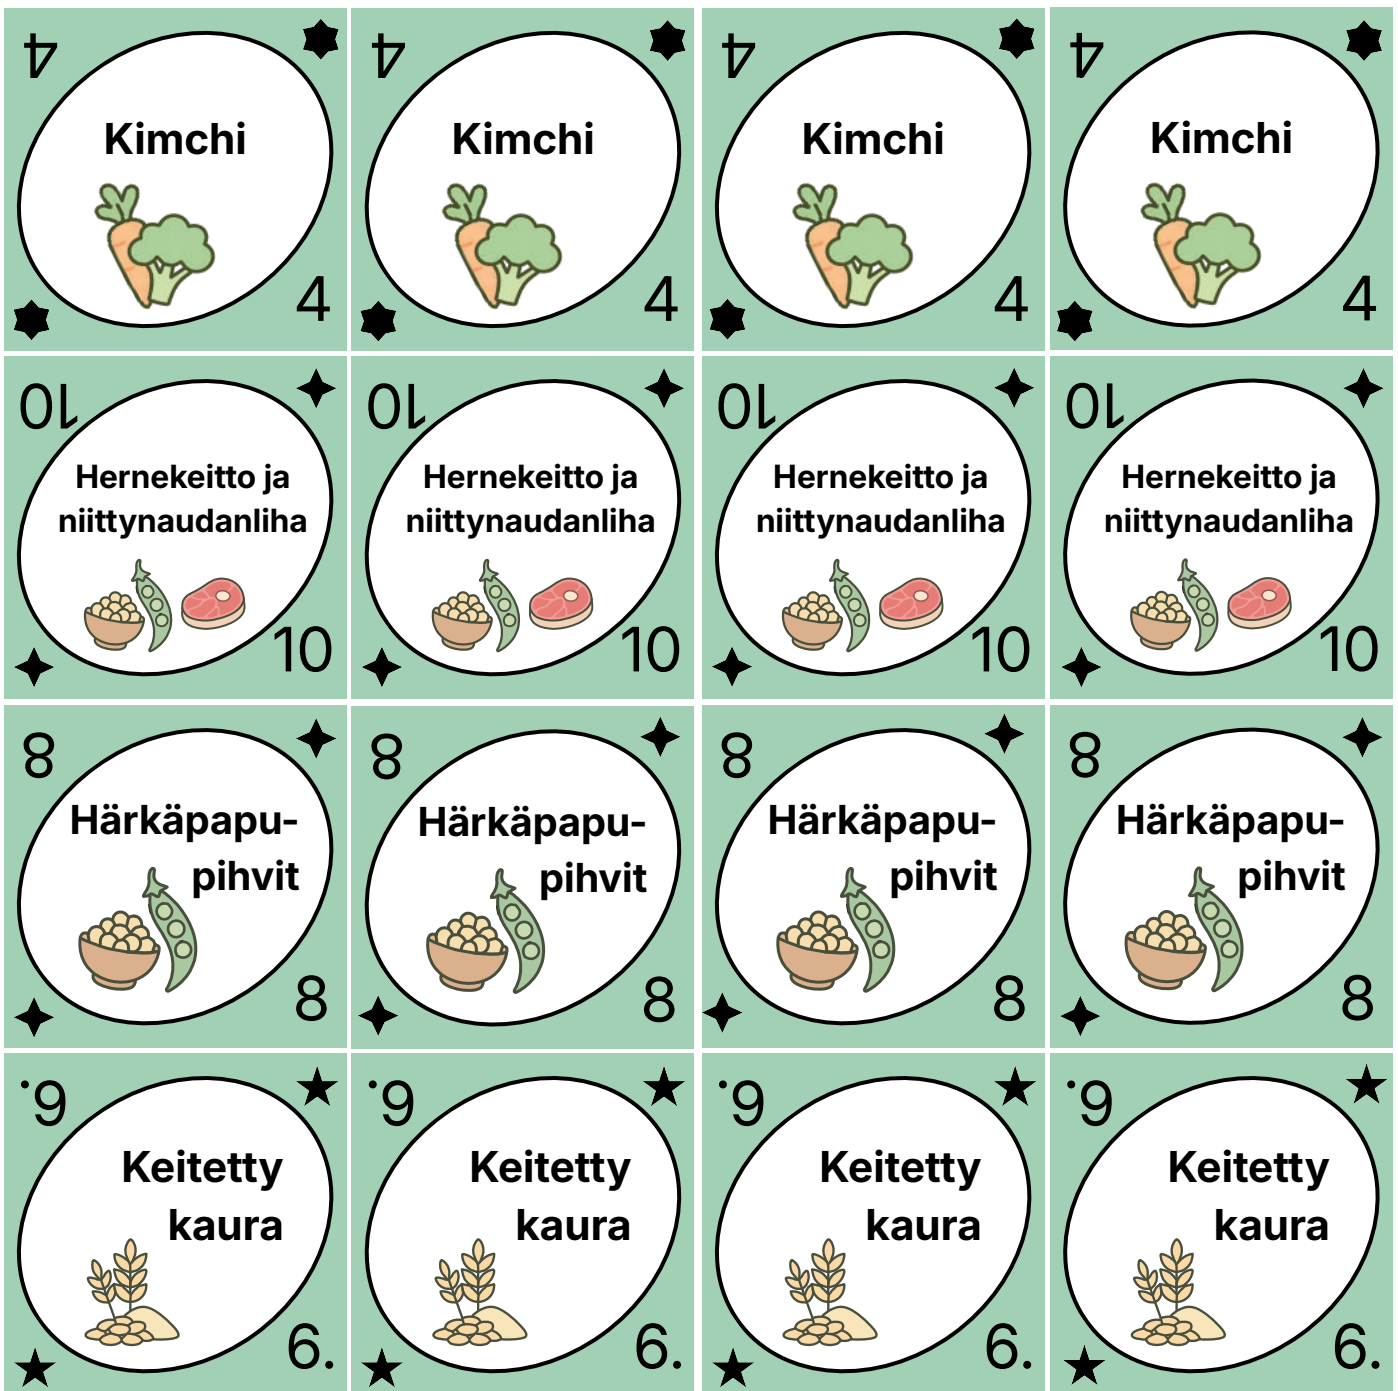 4
Kimchi
4
4
Kimchi
4
4
Kimchi
4
4
Kimchi
4
10
Hernekeitto ja
niittynaudanliha
10
10
Hernekeitto ja
niittynaudanliha
10
10
Hernekeitto ja
niittynaudanliha
10
10
Hernekeitto ja
niittynaudanliha
10
8
Härkäpapu-
pihvit
8
8
Härkäpapu-
pihvit
8
8
Härkäpapu-
pihvit
8
8
Härkäpapu-
pihvit
8
6.
Keitetty
kaura
6.
6.
Keitetty
kaura
6.
6.
Keitetty
kaura
6.
6.
Keitetty
kaura
6.